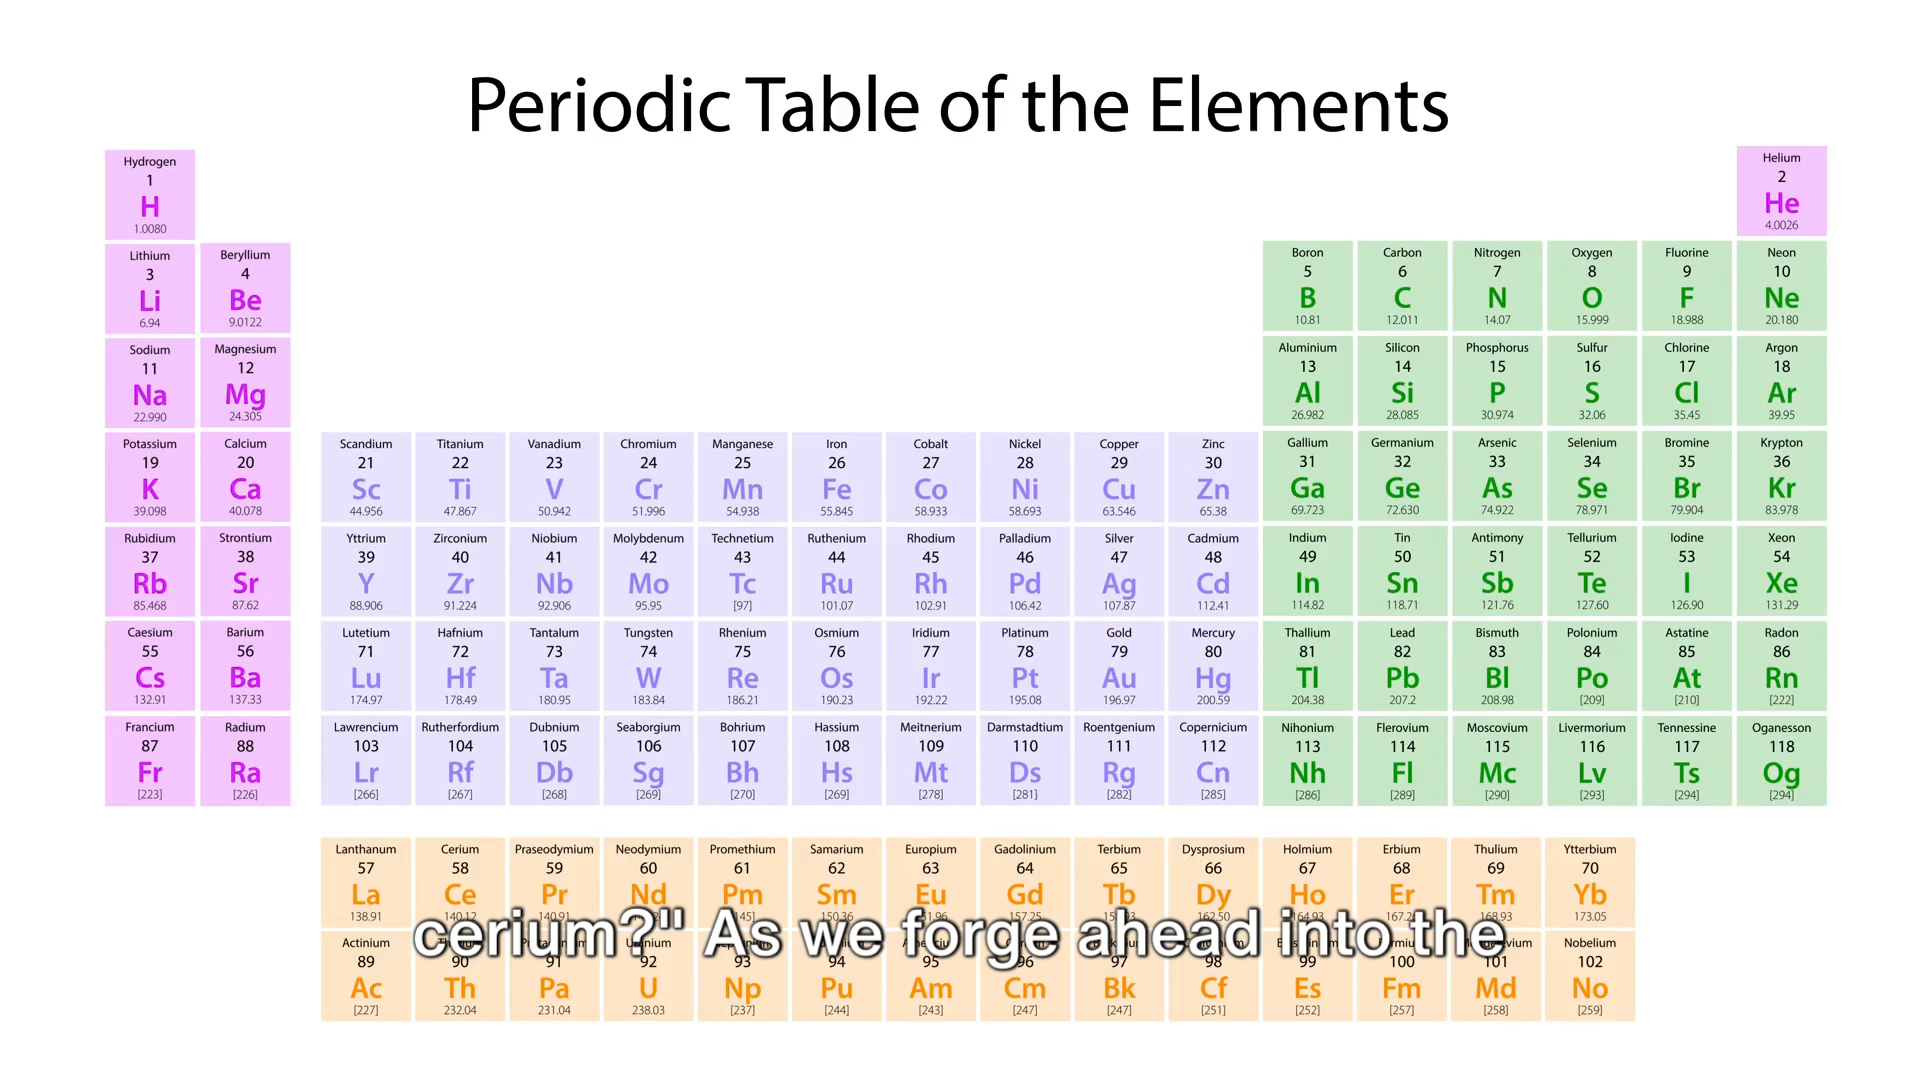 Periodic Table of the Elements
Hydrogen Helium
1 2
H He
1.0080 4.0026
Lithium Beryllium Boron Carbon Nitrogen Oxygen Fluorine Neon
3 4 5 6 7 8 9 10
Li Be B C N O F Ne
6.94 9.0122 10.81 12.011 14.07 15.999 18.988 20.180
Sodium Magnesium Aluminium Silicon Phosphorus Sulfur Chlorine Argon
11 12 13 14 15 16 17 18
Na Mg Al Si P S Cl Ar
22.990 24.305 26.982 28.085 30.974 32.06 35.45 39.95
Potassium Calcium Scandium Titanium Vanadium Chromium Manganese Iron Cobalt Nickel Copper Zinc Gallium Germanium Arsenic Selenium Bromine Krypton
19 20 21 22 23 24 25 26 27 28 29 30 31 32 33 34 35 36
K Ca Sc Ti V Cr Mn Fe Co Ni Cu Zn Ga Ge As Se Br Kr
39.098 40.078 44.956 47.867 50.942 51.996 54.938 55.845 58.933 58.693 63.546 65.38 69.723 72.630 74.922 78.971 79.904 83.978
Rubidium Strontium Yttrium Zirconium Niobium Molybdenum Technetium Ruthenium Rhodium Palladium Silver Cadmium Indium Tin Antimony Tellurium Iodine Xeon
37 38 39 40 41 42 43 44 45 46 47 48 49 50 51 52 53 54
Rb Sr Y Zr Nb Mo Tc Ru Rh Pd Ag Cd In Sn Sb Te I Xe
85.468 87.62 88.906 91.224 92.906 95.95 [97] 101.07 102.91 106.42 107.87 112.41 114.82 118.71 121.76 127.60 126.90 131.29
Caesium Barium Lutetium Hafnium Tantalum Tungsten Rhenium Osmium Iridium Platinum Gold Mercury Thallium Lead Bismuth Polonium Astatine Radon
55 56 71 72 73 74 75 76 77 78 79 80 81 82 83 84 85 86
Cs Ba Lu Hf Ta W Re Os Ir Pt Au Hg Tl Pb Bl Po At Rn
132.91 137.33 174.97 178.49 180.95 183.84 186.21 190.23 192.22 195.08 196.97 200.59 204.38 207.2 208.98 [209] [210] [222]
Francium Radium Lawrencium Rutherfordium Dubnium Seaborgium Bohrium Hassium Meitnerium Darmstadtium Roentgenium Copernicium Nihonium Flerovium Moscovium Livermorium Tennessine Oganesson
87 88 103 104 105 106 107 108 109 110 111 112 113 114 115 116 117 118
Fr Ra Lr Rf Db Sg Bh Hs Mt Ds Rg Cn Nh Fl Mc Lv Ts Og
[223] [226] [266] [267] [268] [269] [270] [269] [278] [281] [282] [285] [286] [289] [290] [293] [294] [294]
Lanthanum Cerium Praseodymium Neodymium Promethium Samarium Europium Gadolinium Terbium Dysprosium Holmium Erbium Thulium Ytterbium
57 58 59 60 61 62 63 64 65 66 67 68 69 70
La Ce Pr Nd Pm Sm Eu Gd Tb Dy Ho Er Tm Yb
138.91 140.12 140.91 150.36 157.25 162.50 164.93 168.93 173.05
cerium?" As we forge ahead into the
Actinium Uranium Nobelium
89 90 91 92 93 94 95 96 97 98 99 100 101 102
Ac Th Pa U Np Pu Am Cm Bk Cf Es Fm Md No
[227] 232.04 231.04 238.03 [237] [244] [243] [247] [247] [251] [252] [257] [258] [259]